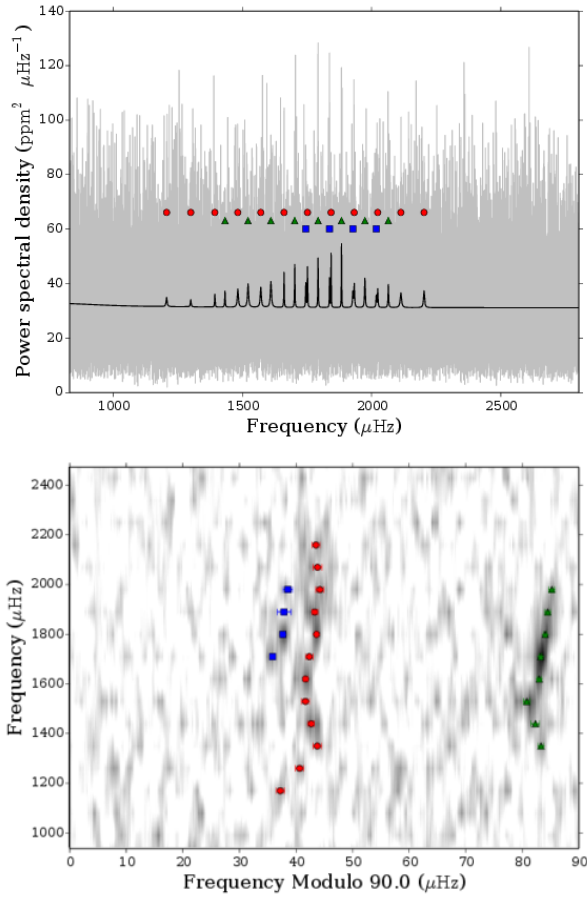 Power spectral density (ppm² μHz⁻¹)
140
120
100
80
60
40
20
0
1000 1500 2000 2500
Frequency (μHz)
Frequency (μHz)
2400
2200
2000
1800
1600
1400
1200
1000
0 10 20 30 40 50 60 70 80 90
Frequency Modulo 90.0 (μHz)